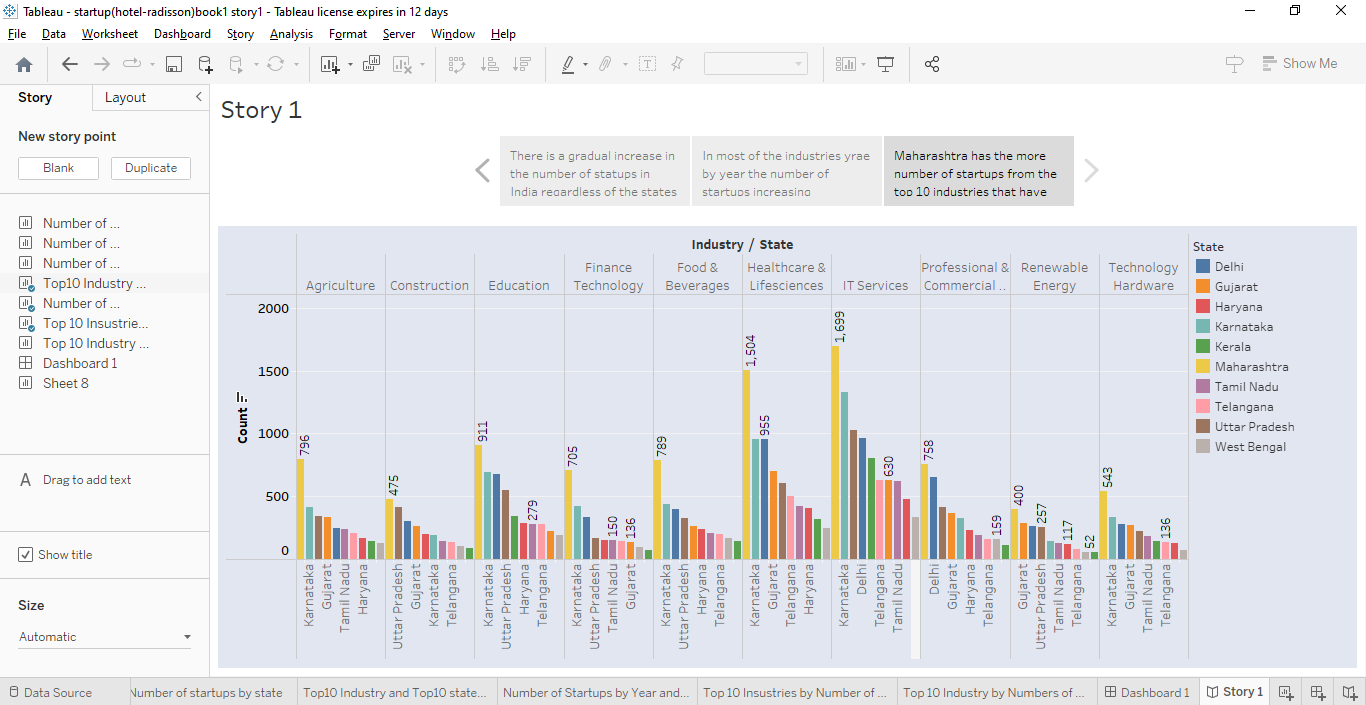 Tableau - startup(hotel-radisson)book1 story1 - Tableau license expires in 12 days
File Data Worksheet Dashboard Story Analysis Format Server Window Help
Show Me
Story Layout
New story point
Blank Duplicate
Number of ...
Number of ...
Number of ...
Top10 Industry ...
Number of ...
Top 10 Insustrie...
Top 10 Industry ...
Dashboard 1
Sheet 8
A Drag to add text
Show title
Size
Automatic
Story 1
There is a gradual increase in
the number of statups in
India regardless of the states
In most of the industries yrae
by year the number of
startups increasing
Maharashtra has the more
number of startups from the
top 10 industries that have
Industry / State
Agriculture
Construction
Education
Finance
Technology
Food &
Beverages
Healthcare &
Lifesciences
IT Services
Professional &
Commercial ..
Renewable
Energy
Technology
Hardware
Count
2000
1500
1000
500
0
796
475
911
279
705
150
136
789
1,504
955
1,699
630
758
159
400
257
117
52
543
136
Karnataka
Gujarat
Tamil Nadu
Haryana
Uttar Pradesh
Gujarat
Karnataka
Telangana
Karnataka
Uttar Pradesh
Haryana
Telangana
Karnataka
Uttar Pradesh
Tamil Nadu
Gujarat
Karnataka
Uttar Pradesh
Haryana
Telangana
Karnataka
Gujarat
Telangana
Haryana
Karnataka
Delhi
Telangana
Tamil Nadu
Delhi
Gujarat
Haryana
Telangana
Gujarat
Uttar Pradesh
Tamil Nadu
Telangana
Karnataka
Gujarat
Tamil Nadu
Telangana
State
Delhi
Gujarat
Haryana
Karnataka
Kerala
Maharashtra
Tamil Nadu
Telangana
Uttar Pradesh
West Bengal
Data Source
Number of startups by state
Top10 Industry and Top10 state...
Number of Startups by Year and...
Top 10 Insustries by Number of ...
Top 10 Industry by Numbers of ...
Dashboard 1
Story 1